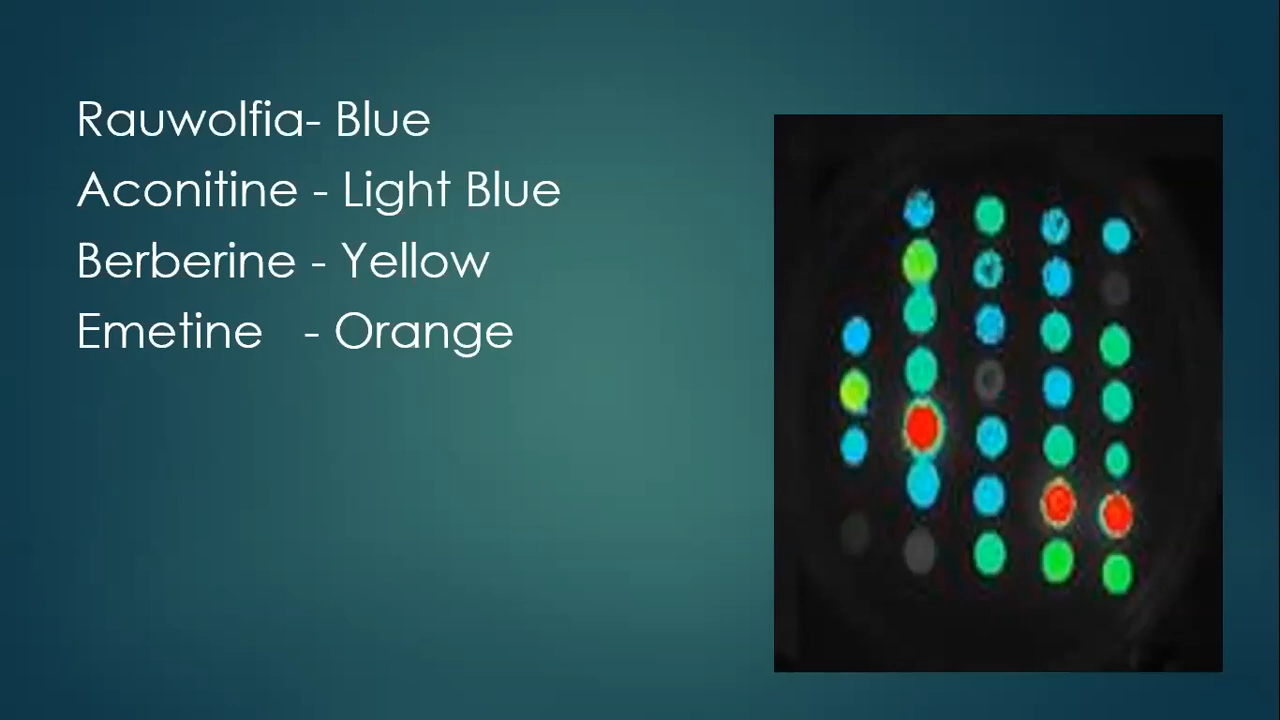 Rauwolfia- Blue
Aconitine - Light Blue
Berberine - Yellow
Emetine - Orange